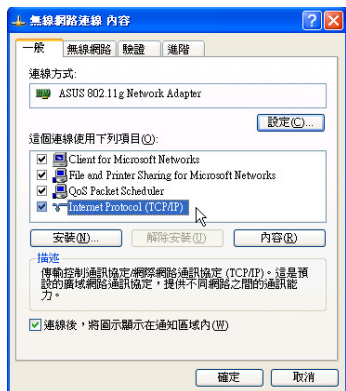 無線網路連線 內容
一般
無線網路
驗證
進階
連線方式:
ASUS 802.11g Network Adapter
設定(C)...
這個連線使用下列項目(O):
Client for Microsoft Networks
File and Printer Sharing for Microsoft Networks
QoS Packet Scheduler
Internet Protocol (TCP/IP)
安裝(N)...
解除安裝(U)
內容(R)
描述
傳輸控制通訊協定/網際網路通訊協定 (TCP/IP)。這是預
設的廣域網路通訊協定，提供不同網路之間的通訊能
力。
連線後，將圖示顯示在通知區域內(W)
確定
取消